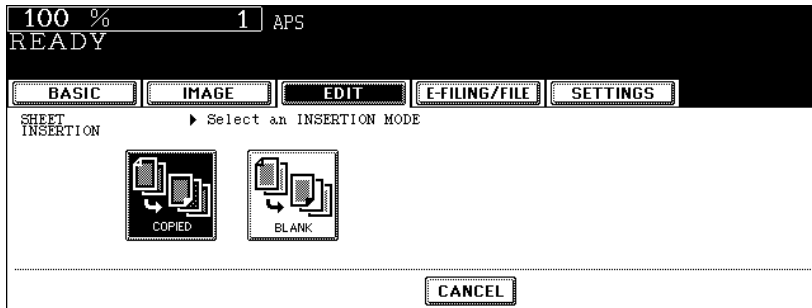 100 % 1 APS
READY
BASIC IMAGE EDIT E-FILING/FILE SETTINGS
SHEET INSERTION
▶ Select an INSERTION MODE
COPIED BLANK
CANCEL